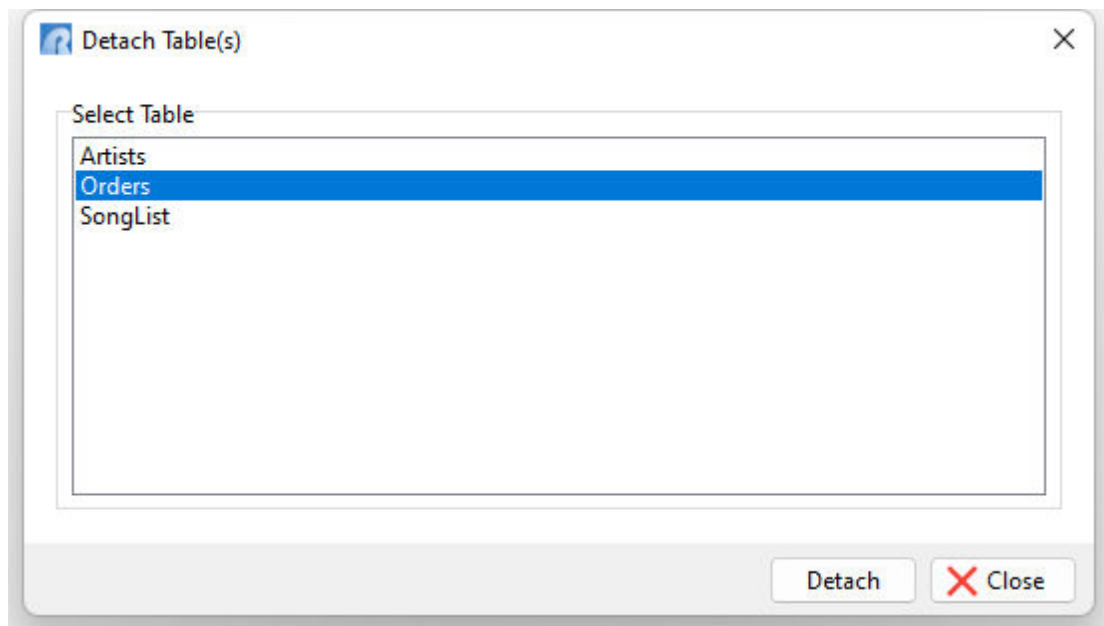 Detach Table(s)
Select Table
Artists
Orders
SongList
Detach
Close